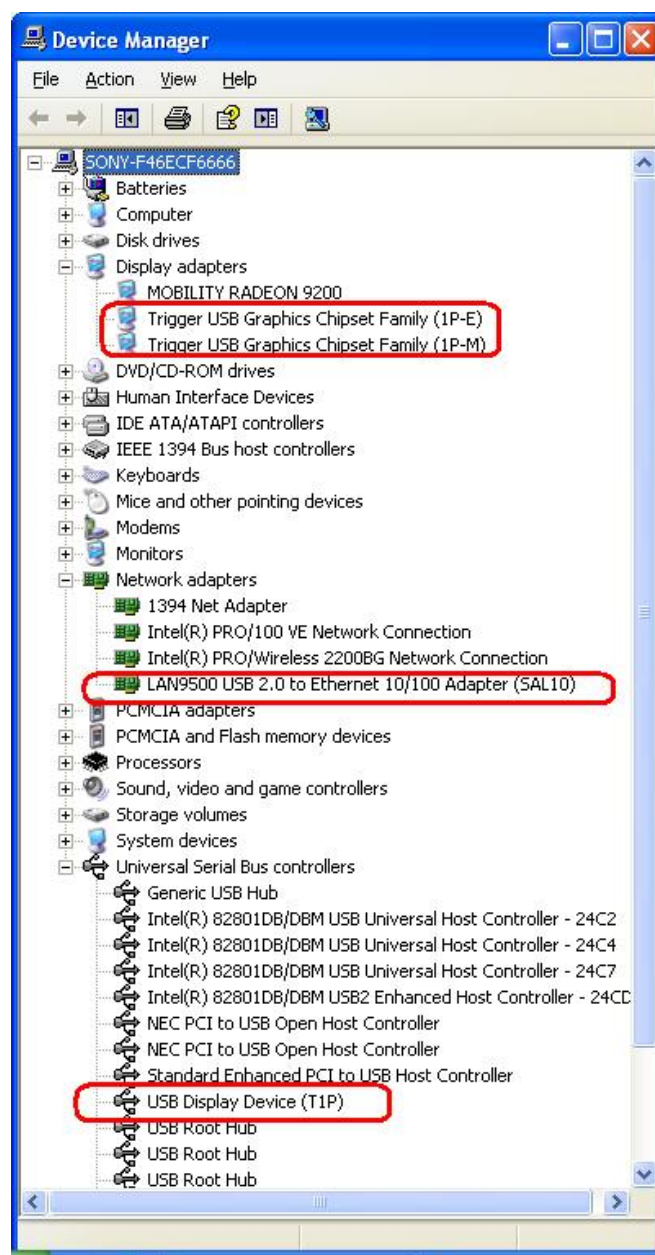 Device Manager
File Action View Help
SONY-F46ECF6666
Batteries
Computer
Disk drives
Display adapters
MOBILITY RADEON 9200
Trigger USB Graphics Chipset Family (1P-E)
Trigger USB Graphics Chipset Family (1P-M)
DVD/CD-ROM drives
Human Interface Devices
IDE ATA/ATAPI controllers
IEEE 1394 Bus host controllers
Keyboards
Mice and other pointing devices
Modems
Monitors
Network adapters
1394 Net Adapter
Intel(R) PRO/100 VE Network Connection
Intel(R) PRO/Wireless 2200BG Network Connection
LAN9500 USB 2.0 to Ethernet 10/100 Adapter (SAL10)
PCMCIA adapters
PCMCIA and Flash memory devices
Processors
Sound, video and game controllers
Storage volumes
System devices
Universal Serial Bus controllers
Generic USB Hub
Intel(R) 82801DB/DBM USB Universal Host Controller - 24C2
Intel(R) 82801DB/DBM USB Universal Host Controller - 24C4
Intel(R) 82801DB/DBM USB Universal Host Controller - 24C7
Intel(R) 82801DB/DBM USB2 Enhanced Host Controller - 24CD
NEC PCI to USB Open Host Controller
NEC PCI to USB Open Host Controller
Standard Enhanced PCI to USB Host Controller
USB Display Device (T1P)
USB Root Hub
USB Root Hub
USB Root Hub